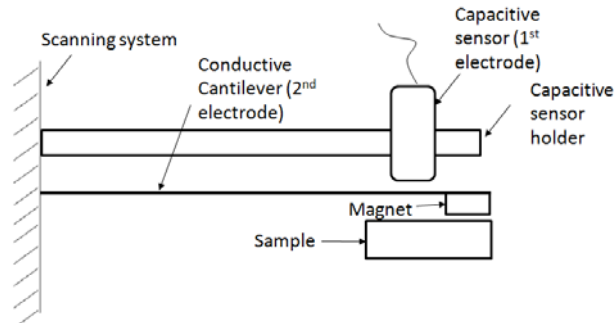 Scanning system
Conductive
Cantilever (2nd
electrode)
Capacitive
sensor (1st
electrode)
Capacitive
sensor
holder
Magnet
Sample